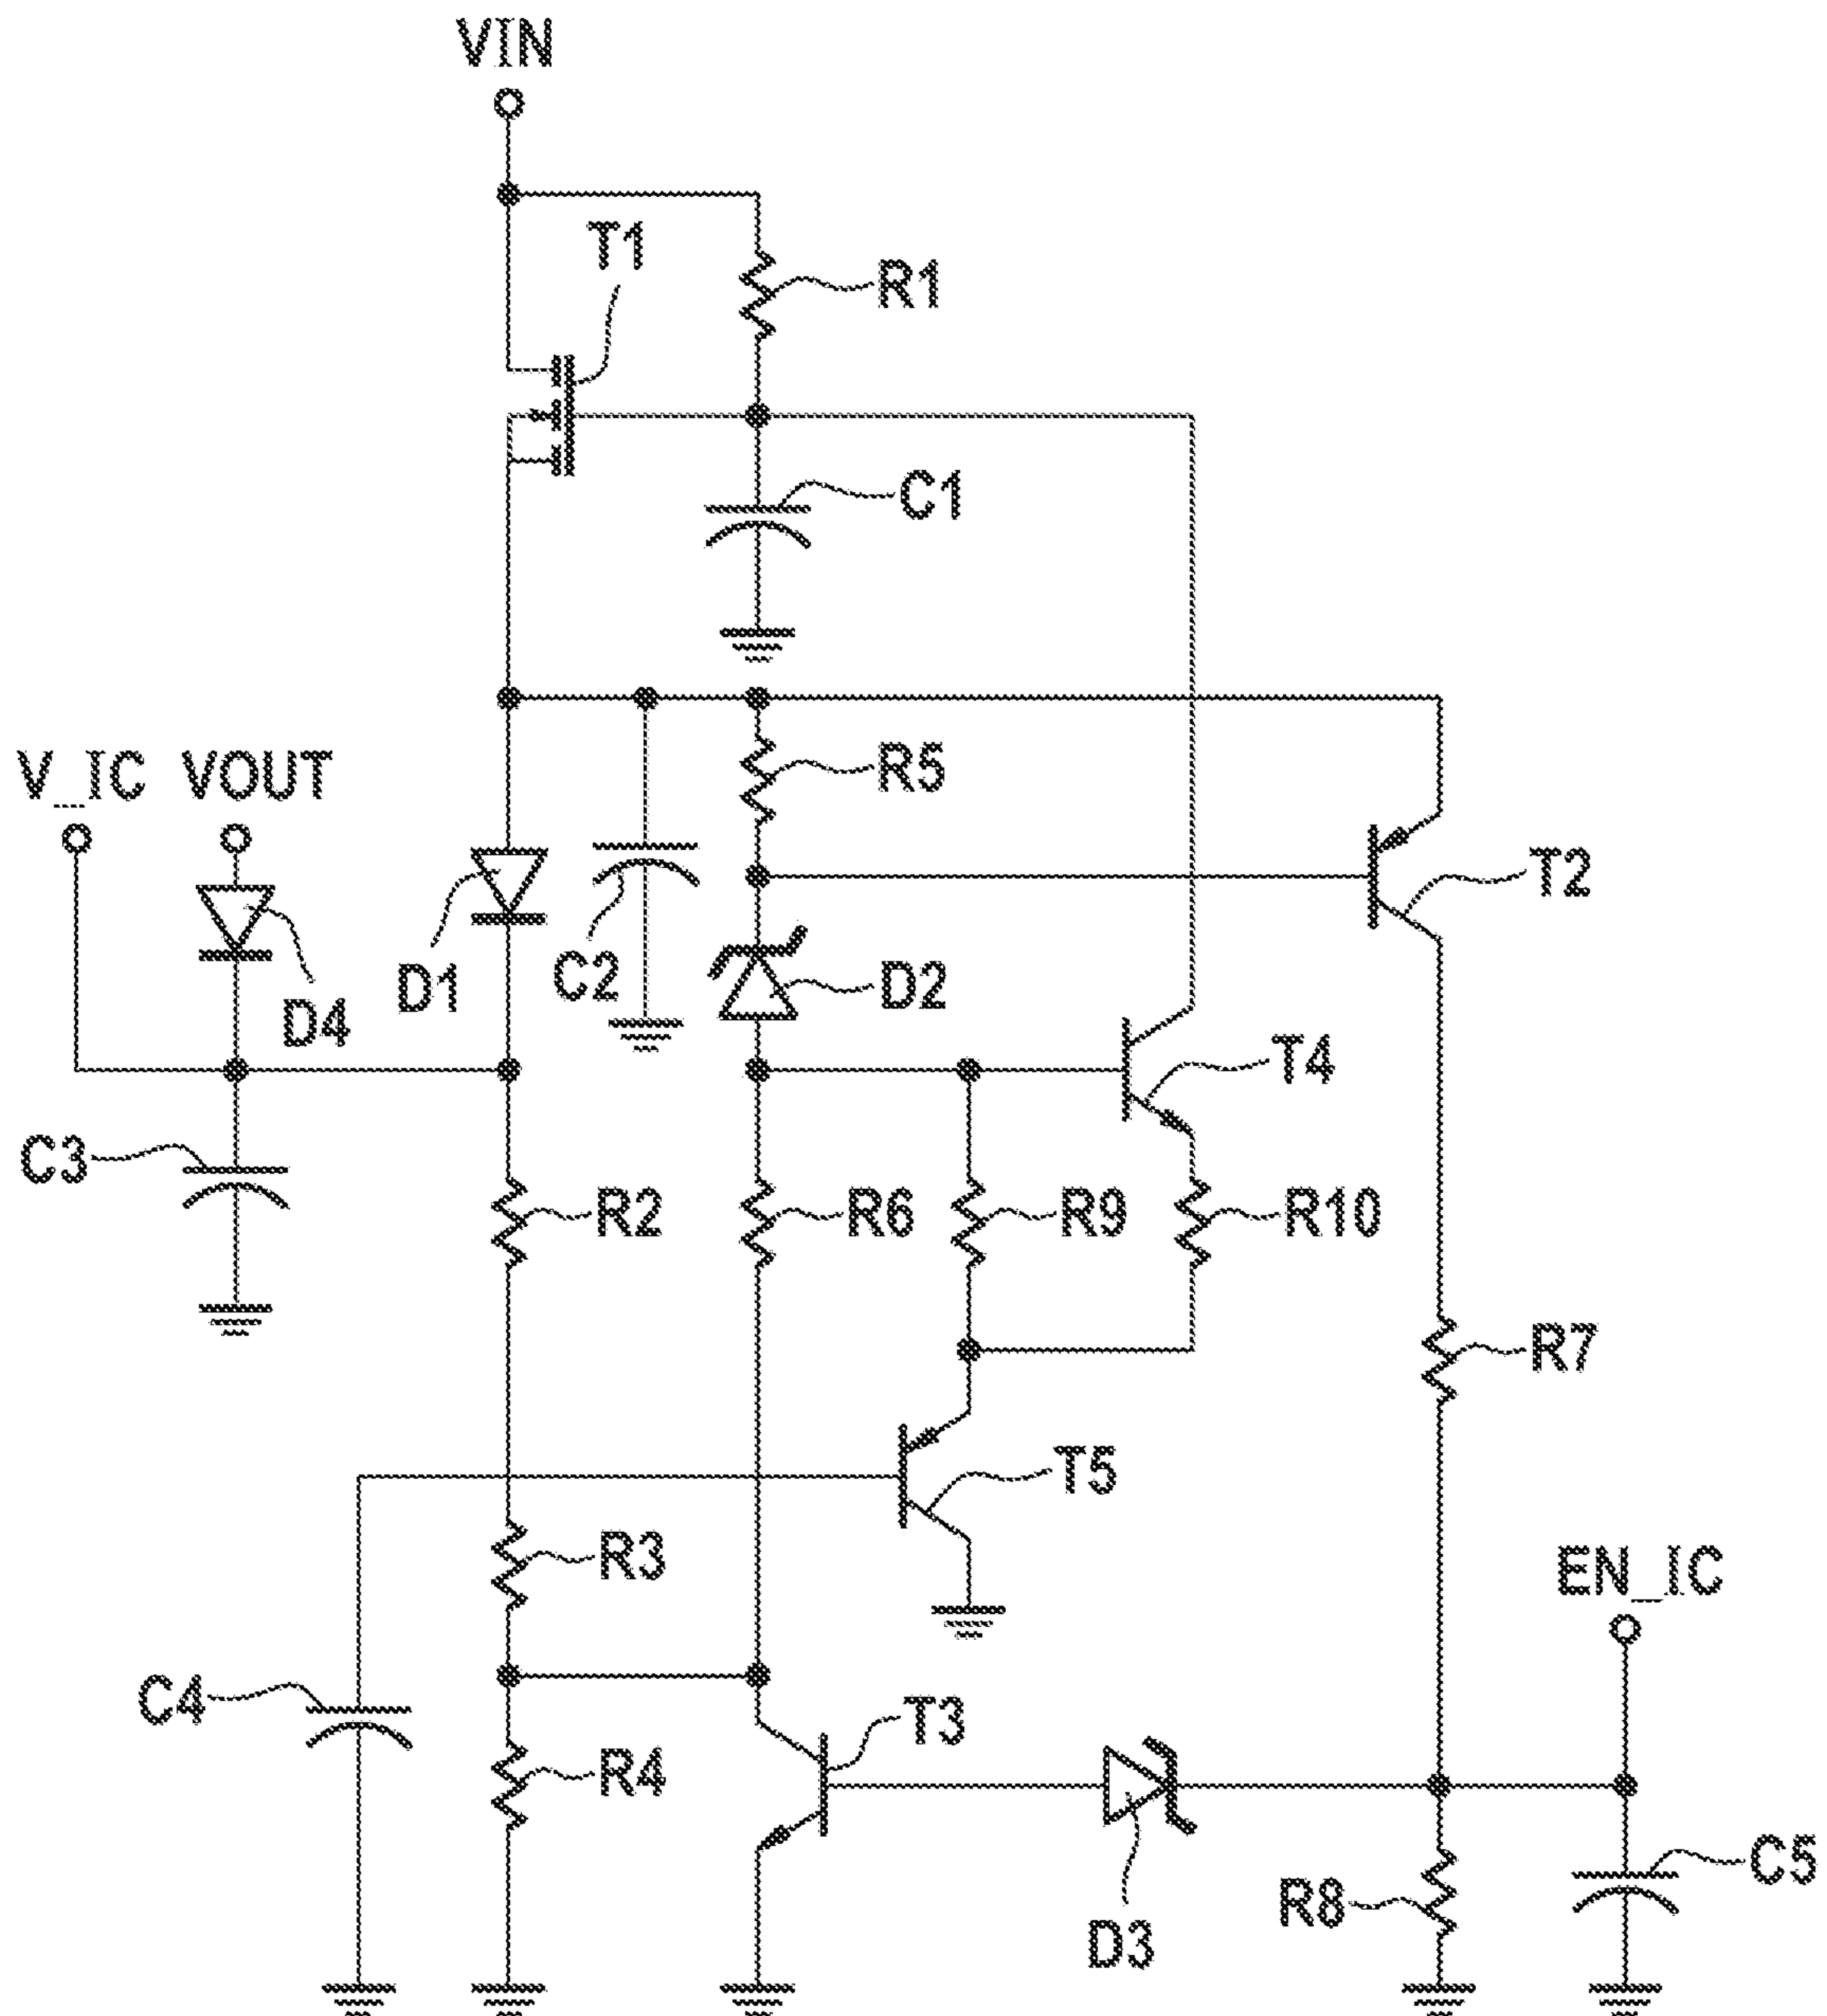 VIN
T1
R1
C1
V_IC VOUT
R5
T2
D1
C2
D2
D4
T4
C3
R2
R6
R9
R10
R7
T5
R3
EN_IC
C4
T3
R4
C5
R8
D3